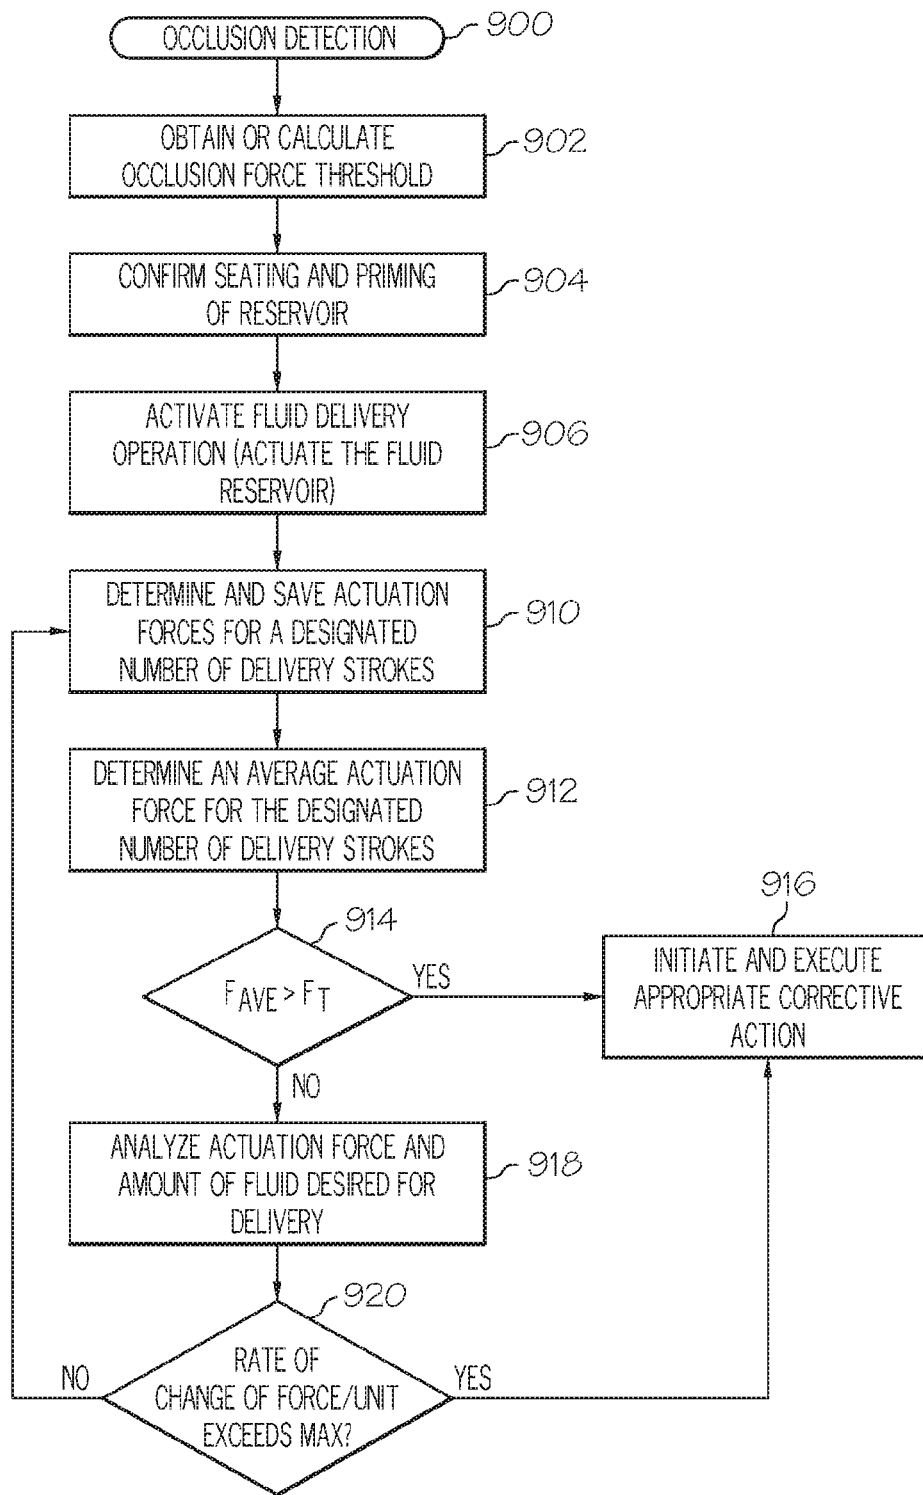 OCCLUSION DETECTION
900
OBTAIN OR CALCULATE
OCCLUSION FORCE THRESHOLD
902
CONFIRM SEATING AND PRIMING
OF RESERVOIR
904
ACTIVATE FLUID DELIVERY
OPERATION (ACTUATE THE FLUID
RESERVOIR)
906
DETERMINE AND SAVE ACTUATION
FORCES FOR A DESIGNATED
NUMBER OF DELIVERY STROKES
910
DETERMINE AN AVERAGE ACTUATION
FORCE FOR THE DESIGNATED
NUMBER OF DELIVERY STROKES
912
914
FAVE > FT
YES
NO
916
INITIATE AND EXECUTE
APPROPRIATE CORRECTIVE
ACTION
ANALYZE ACTUATION FORCE AND
AMOUNT OF FLUID DESIRED FOR
DELIVERY
918
920
RATE OF
CHANGE OF FORCE/UNIT
EXCEEDS MAX?
NO
YES